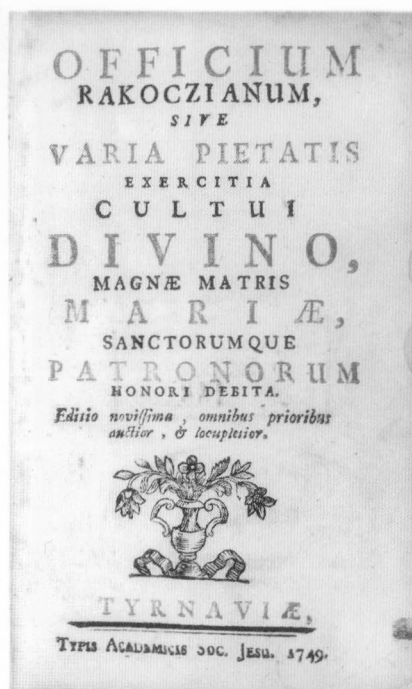 OFFICIUM
RAKOCZIANUM,
SIVE
VARIA PIETATIS
EXERCITIA
CULTUI
DIVINO,
MAGNÆ MATRIS
MARIÆ,
SANCTORUMQUE
PATRONORUM
HONORI DEBITA.
Editio novissima, omnibus prioribus
auctior, & locupletior.
TYRNAVIÆ,
TYPIS ACADEMICIS SOC. JESU. 1749.